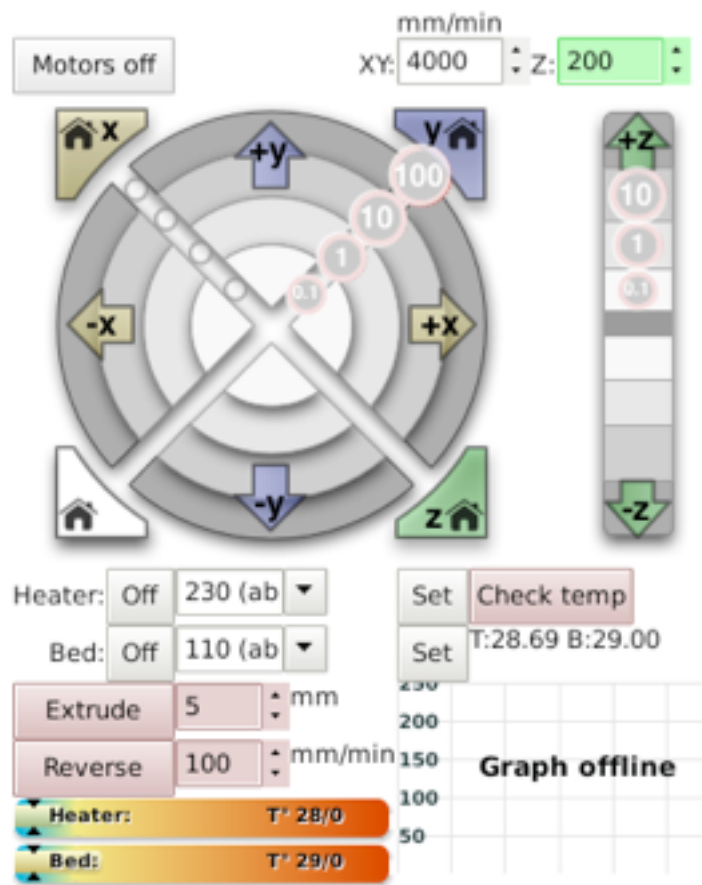 mm/min
Motors off XY: 4000 Z: 200
x y
+y +z
100
10 10
1 1
0.1 0.1
-x +x
-y z -z
Heater: Off 230 (ab Set Check temp
Bed: Off 110 (ab Set T:28.69 B:29.00
250
Extrude 5 mm
200
Reverse 100 mm/min 150 Graph offline
100
Heater: T° 28/0
50
Bed: T° 29/0